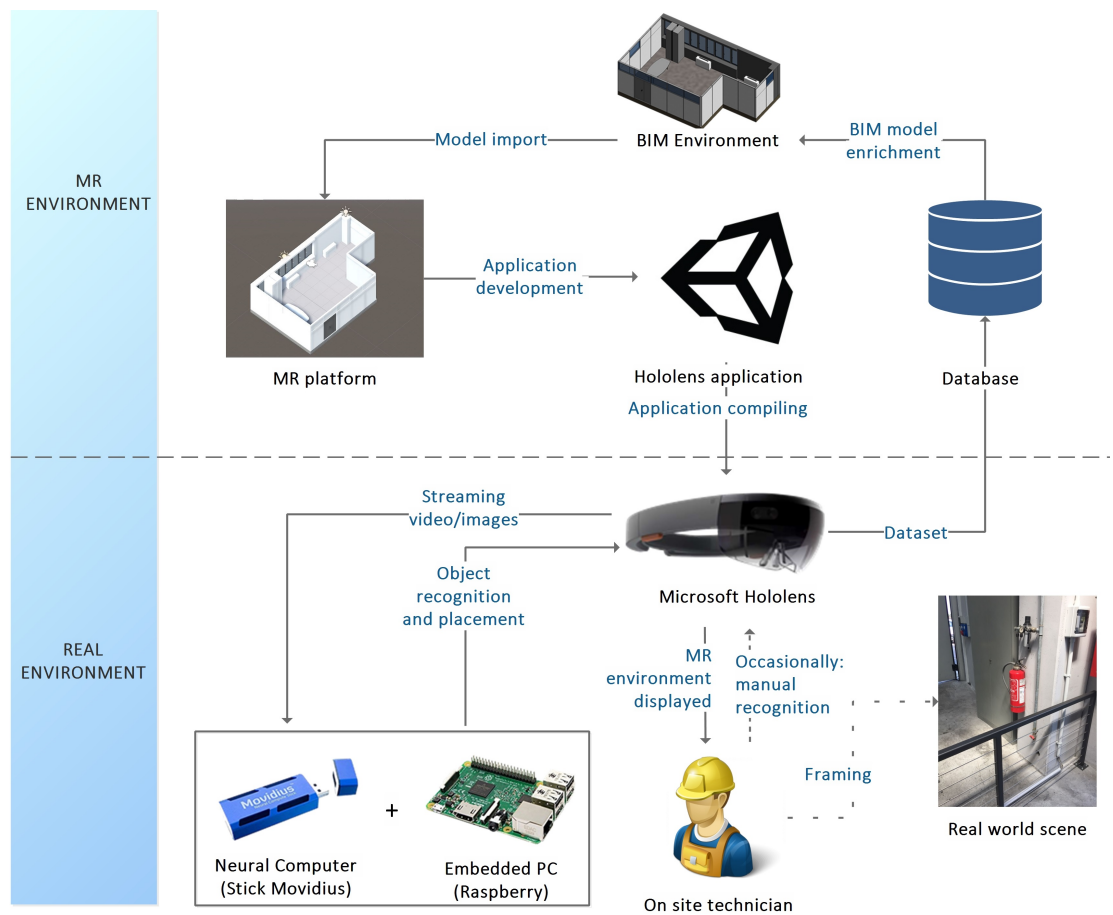 BIM Environment
Model import
BIM model
enrichment
MR
ENVIRONMENT
Application
development
MR platform
Hololens application
Database
Application compiling
Streaming
video/images
Dataset
Object
recognition
and placement
Microsoft Hololens
REAL
ENVIRONMENT
MR
environment
displayed
Occasionally:
manual
recognition
Framing
Movidius
+
Real world scene
Neural Computer
(Stick Movidius)
Embedded PC
(Raspberry)
On site technician